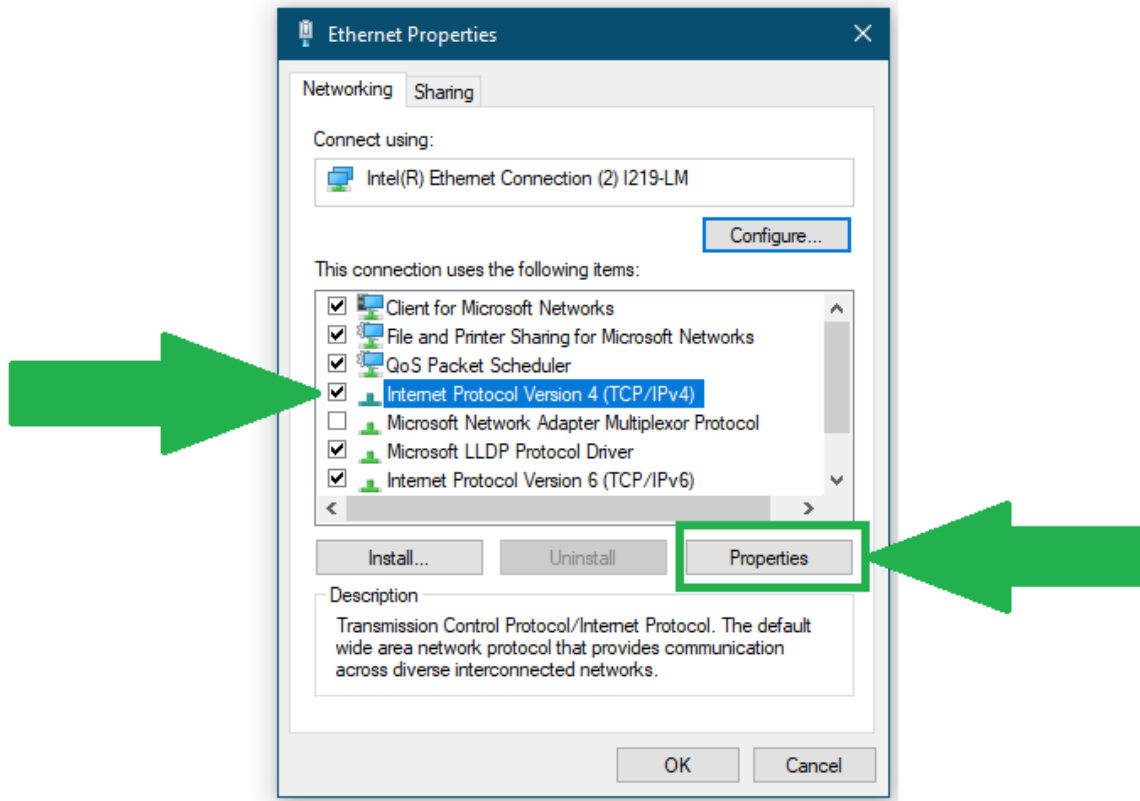 Ethernet Properties
Networking
Sharing
Connect using:
Intel(R) Ethernet Connection (2) I219-LM
Configure...
This connection uses the following items:
Client for Microsoft Networks
File and Printer Sharing for Microsoft Networks
QoS Packet Scheduler
Internet Protocol Version 4 (TCP/IPv4)
Microsoft Network Adapter Multiplexor Protocol
Microsoft LLDP Protocol Driver
Internet Protocol Version 6 (TCP/IPv6)
Install...
Uninstall
Properties
Description
Transmission Control Protocol/Internet Protocol. The default
wide area network protocol that provides communication
across diverse interconnected networks.
OK
Cancel